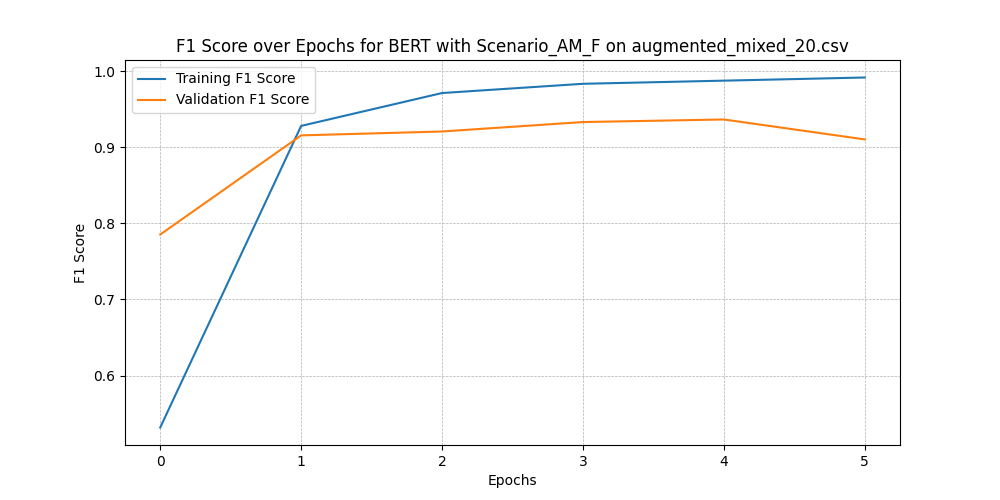 F1 Score over Epochs for BERT with Scenario_AM_F on augmented_mixed_20.csv
Training F1 Score
Validation F1 Score
1.0
0.9
0.8
0.7
0.6
F1 Score
0 1 2 3 4 5
Epochs